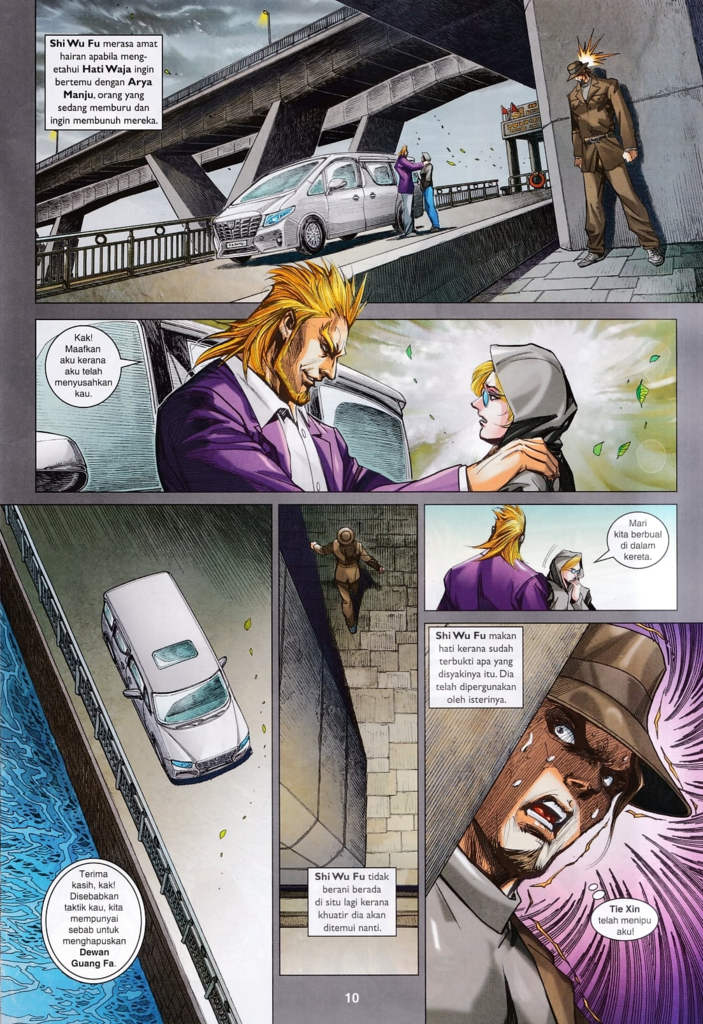 Shi Wu Fu merasa amat
hairan apabila meng-
etahui Hati Waja ingin
bertemu dengan Arya
Manju, orang yang
sedang memburu dan
ingin membunuh mereka.
Kak!
Maafkan
aku kerana
aku telah
menyusahkan
kau.
Mari
kita berbual
di dalam
kereta.
Terima
kasih, kak!
Disebabkan
taktik kau, kita
mempunyai
sebab untuk
menghapuskan
Dewan
Guang Fa.
Shi Wu Fu tidak
berani berada
di situ lagi kerana
khuatir dia akan
ditemui nanti.
Shi Wu Fu makan
hati kerana sudah
terbukti apa yang
disyakinya itu. Dia
telah dipergunakan
oleh isterinya.
Tie Xin
telah menipu
aku!
10